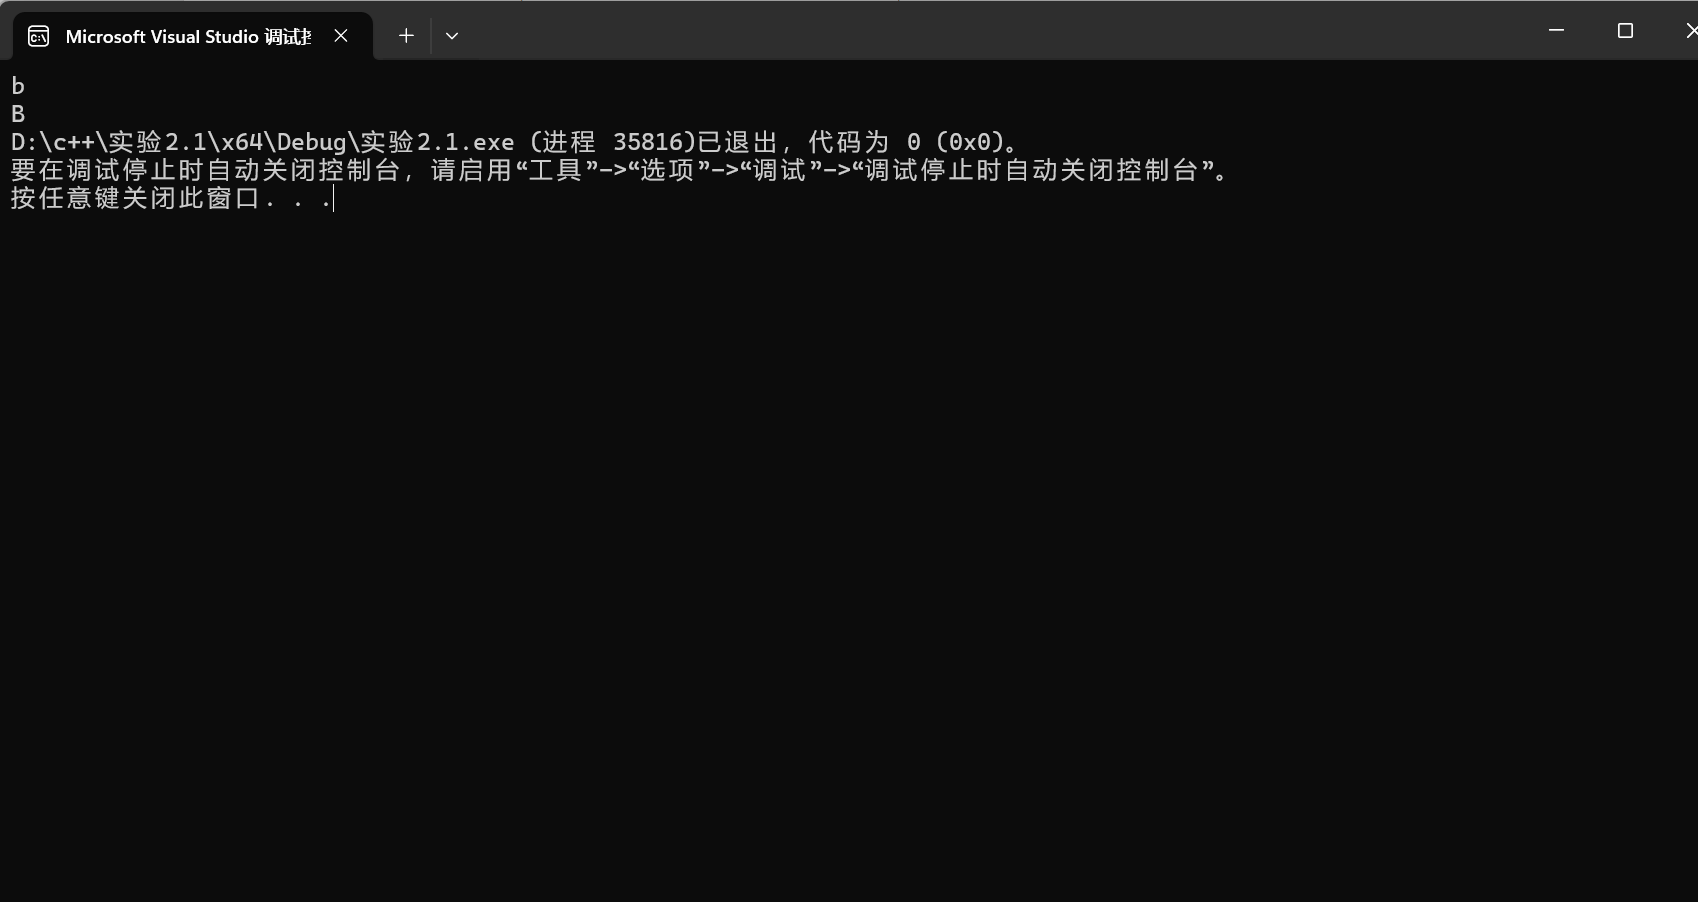 Microsoft Visual Studio 调试
b
B
D:\c++\实验2.1\x64\Debug\实验2.1.exe (进程 35816)已退出，代码为 0 (0x0)。
要在调试停止时自动关闭控制台，请启用“工具”->“选项”->“调试”->“调试停止时自动关闭控制台”。
按任意键关闭此窗口. . .